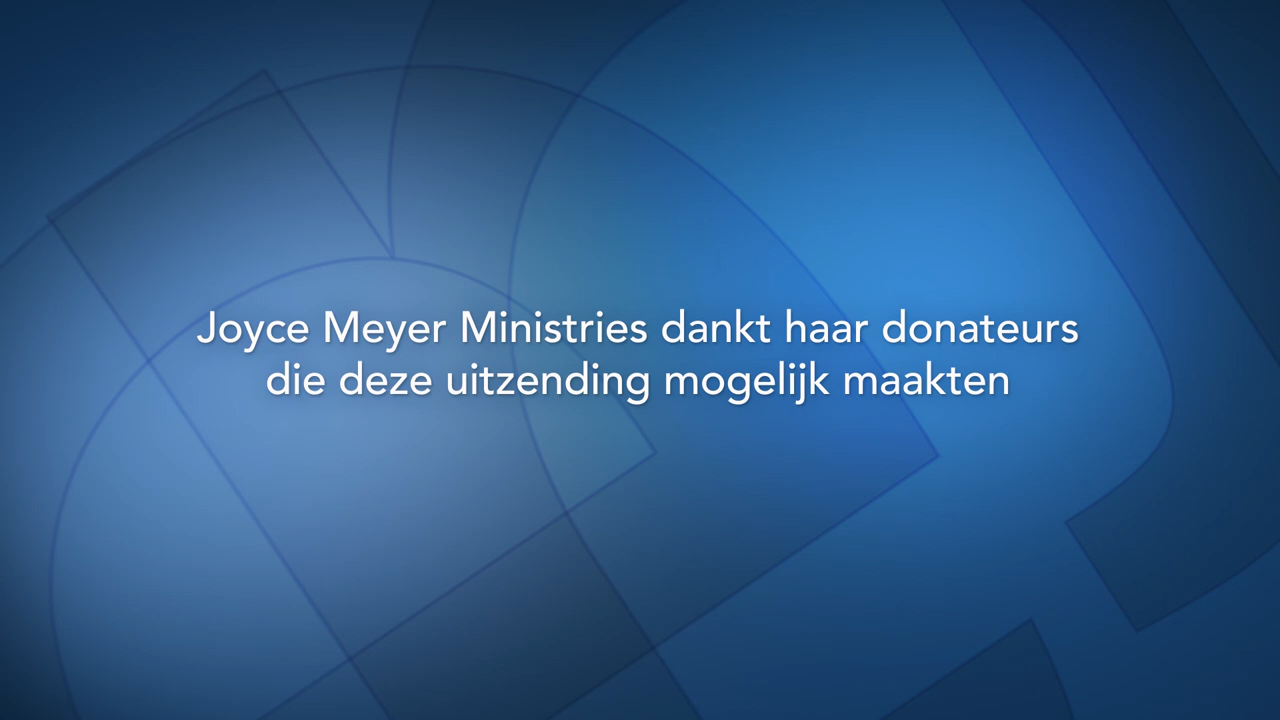 Joyce Meyer Ministries dankt haar donateurs
die deze uitzending mogelijk maakten